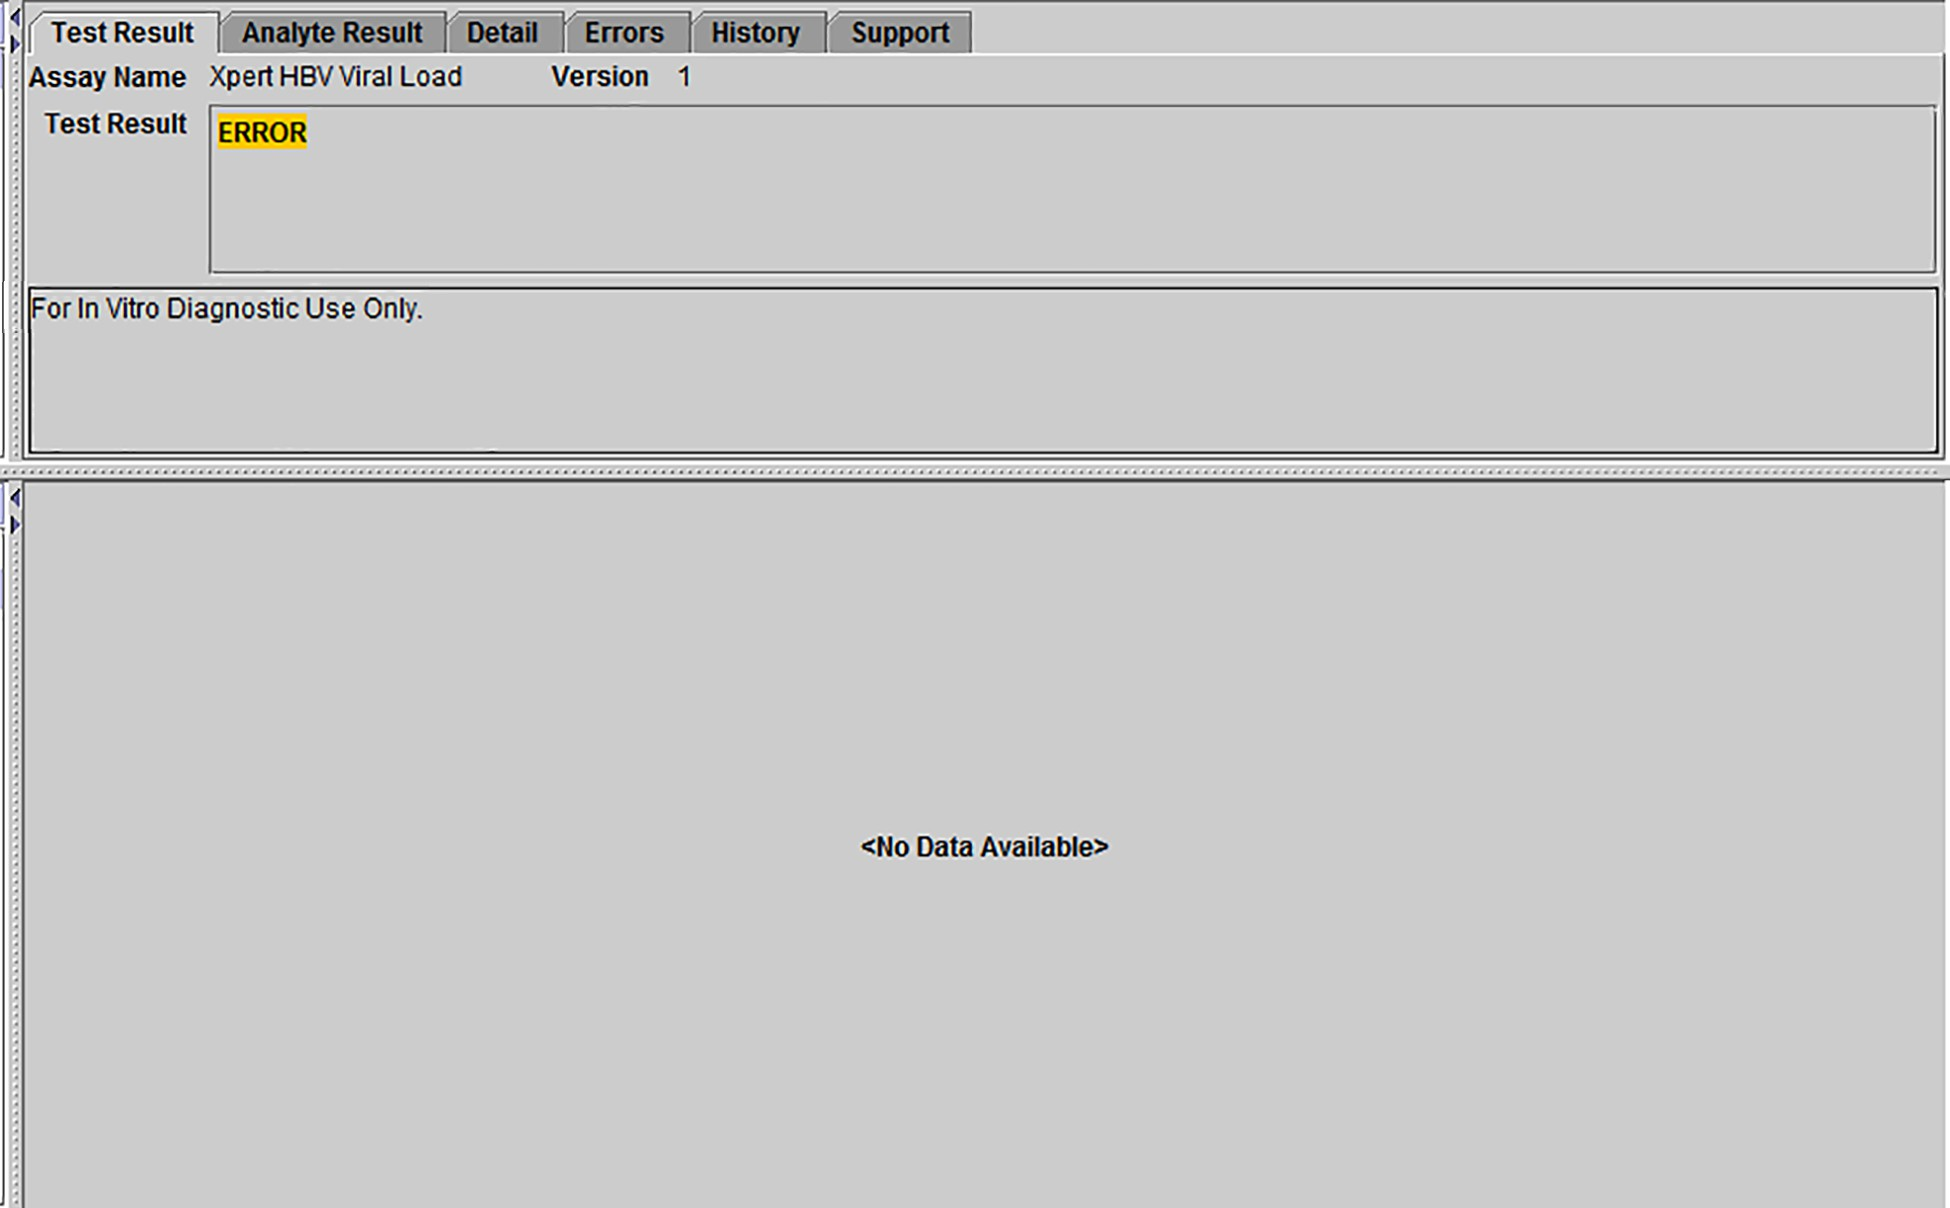 Test Result Analyte Result Detail Errors History Support
Assay Name Xpert HBV Viral Load Version 1
Test Result ERROR
For In Vitro Diagnostic Use Only.
<No Data Available>